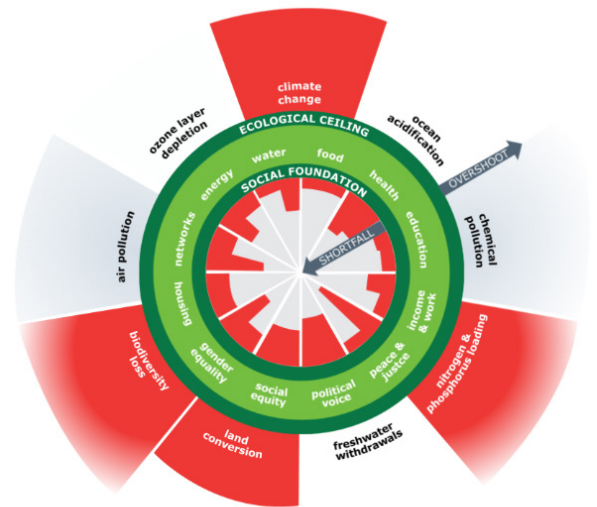 climate
change
ozone layer
depletion
ocean
acidification
ECOLOGICAL CEILING
OVERSHOOT
water
food
energy
health
SOCIAL FOUNDATION
networks
education
SHORTFALL
air pollution
chemical
pollution
housing
income
& work
gender
equality
peace &
justce
social
equity
political
voice
biodiversity
loss
nitrogen &
phosphorus loading
land
conversion
freshwater
withdrawals